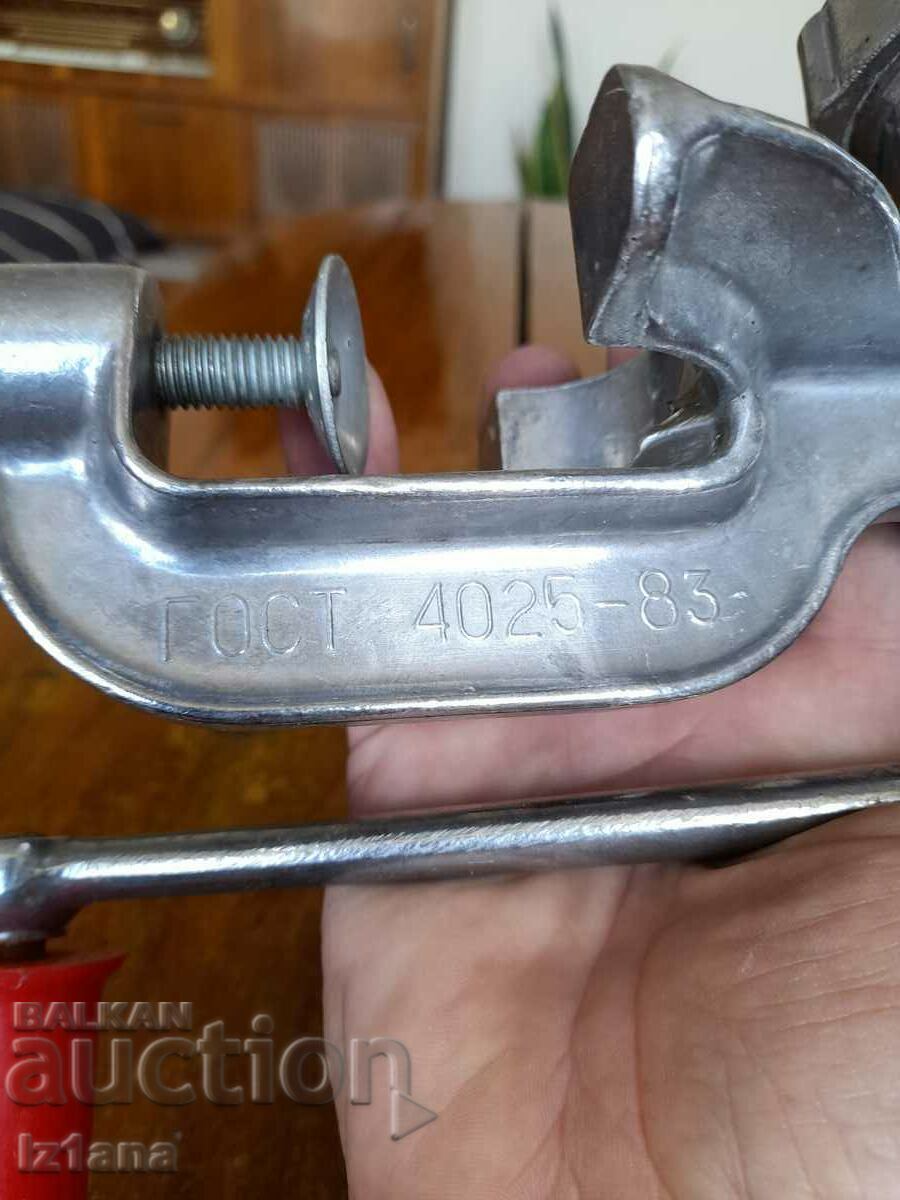 ГОСТ 4025-83
BALKAN
auction
Iz1ana